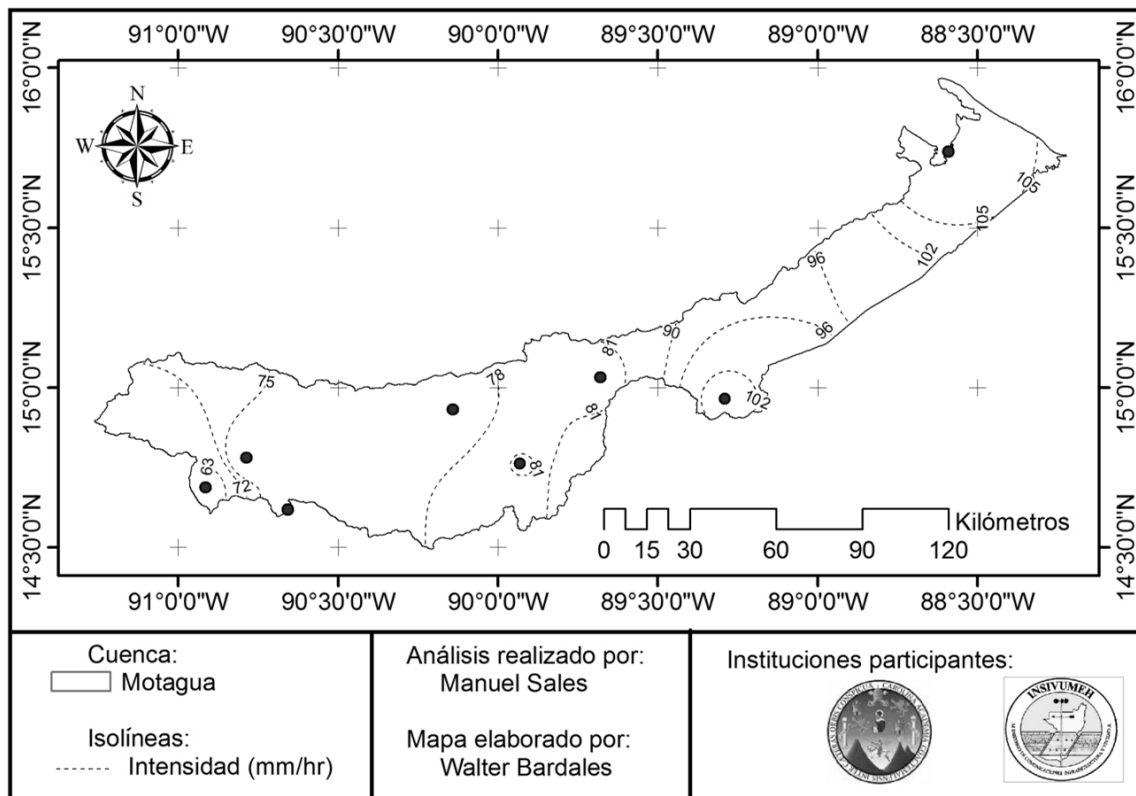 91°0'0"W 90°30'0"W 90°0'0"W 89°30'0"W 89°0'0"W 88°30'0"W
16°0'0"N
16°0'0"N
15°30'0"N
15°30'0"N
15°0'0"N
15°0'0"N
14°30'0"N
14°30'0"N
N
W E
S
105
105
102
96
96
90
81
102
78
75
81
81
63
72
Kilómetros
0 15 30 60 90 120
91°0'0"W 90°30'0"W 90°0'0"W 89°30'0"W 89°0'0"W 88°30'0"W
Cuenca:
Motagua
Isolíneas:
Intensidad (mm/hr)
Análisis realizado por:
Manuel Sales
Mapa elaborado por:
Walter Bardales
Instituciones participantes:
INSIVUMEH